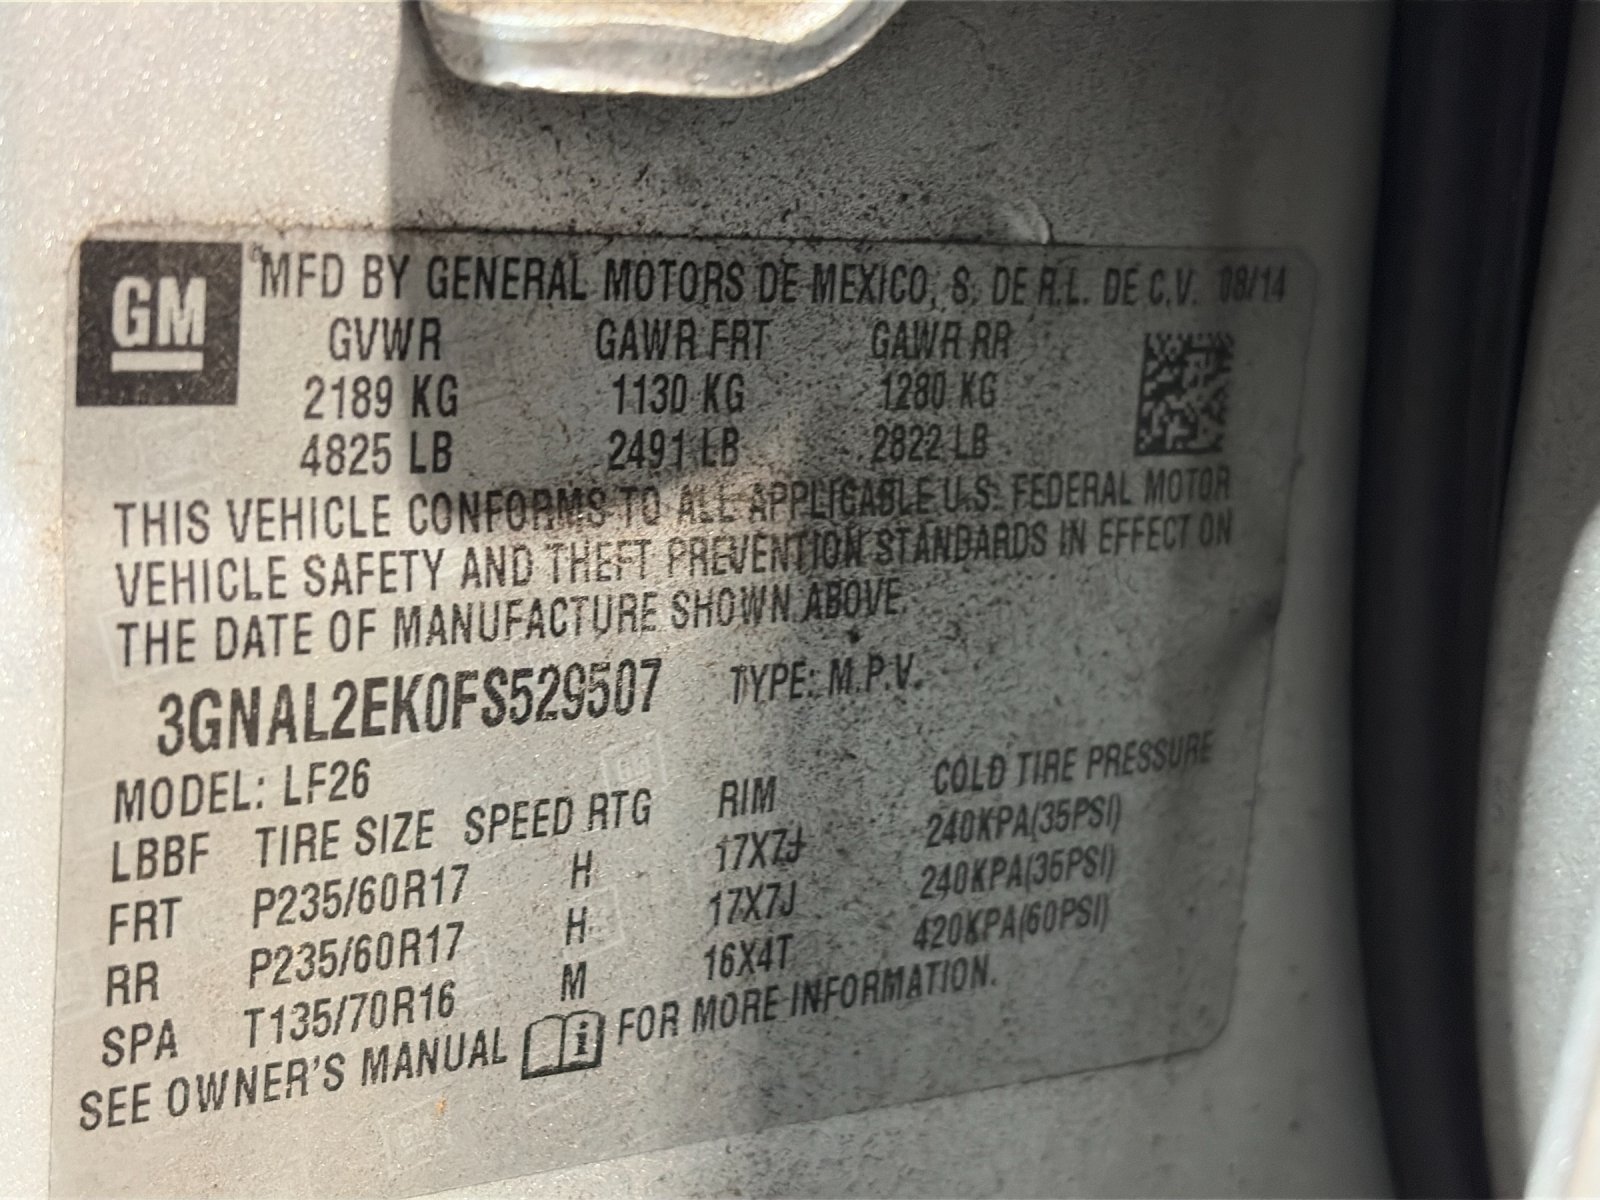 GM
MFD BY GENERAL MOTORS DE MEXICO, S. DE R.L. DE C.V. 08/14
GVWR GAWR FRT GAWR RR
2189 KG 1130 KG 1280 KG
4825 LB 2491 LB 2822 LB
THIS VEHICLE CONFORMS TO ALL APPLICABLE U.S. FEDERAL MOTOR
VEHICLE SAFETY AND THEFT PREVENTION STANDARDS IN EFFECT ON
THE DATE OF MANUFACTURE SHOWN ABOVE.
3GNAL2EK0FS529507 TYPE: M.P.V.
MODEL: LF26
LBBF TIRE SIZE SPEED RTG RIM COLD TIRE PRESSURE
FRT P235/60R17 H 17X7J 240KPA(35PSI)
RR P235/60R17 H 17X7J 240KPA(35PSI)
SPA T135/70R16 M 16X4T 420KPA(60PSI)
SEE OWNER'S MANUAL FOR MORE INFORMATION.